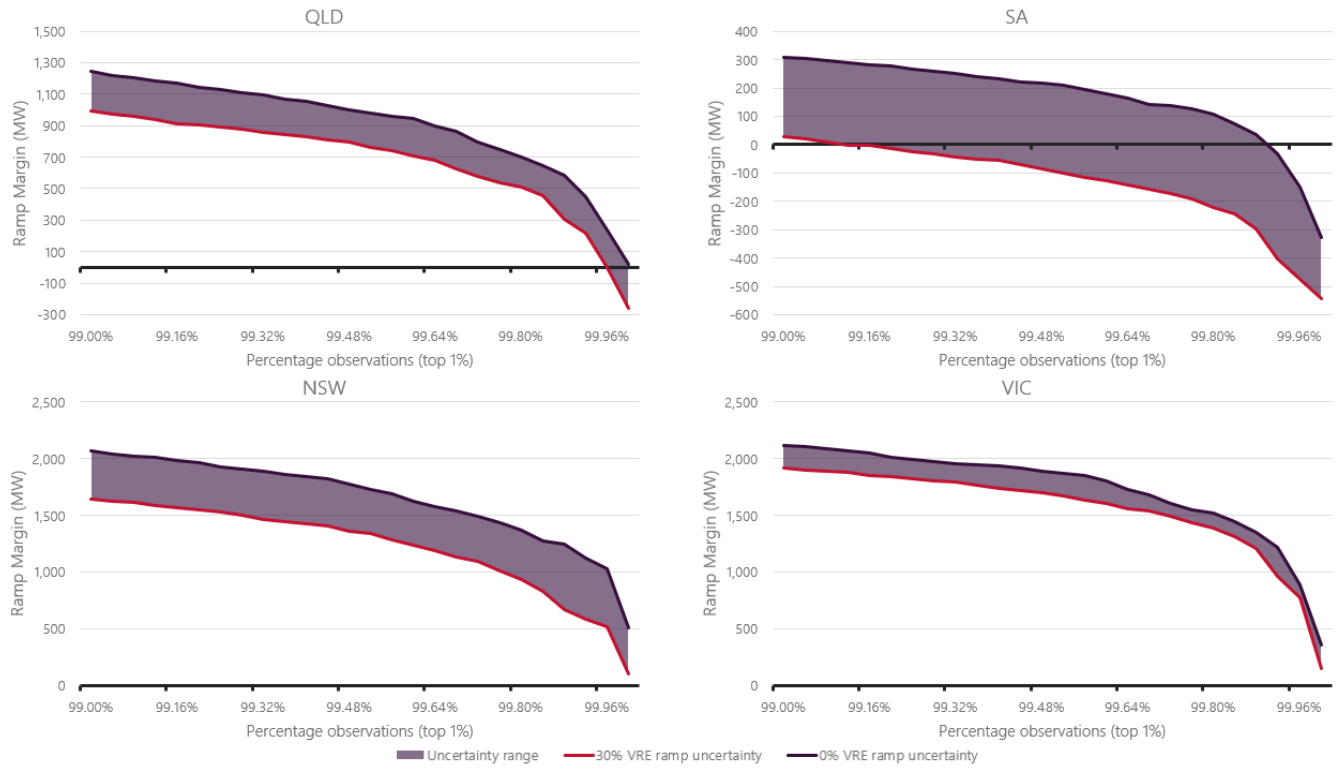 QLD
Ramp Margin (MW)
1,500
1,300
1,100
900
700
500
300
100
-100
-300
99.00% 99.16% 99.32% 99.48% 99.64% 99.80% 99.96%
Percentage observations (top 1%)
SA
Ramp Margin (MW)
400
300
200
100
0
-100
-200
-300
-400
-500
-600
99.00% 99.16% 99.32% 99.48% 99.64% 99.80% 99.96%
Percentage observations (top 1%)
NSW
Ramp Margin (MW)
2,500
2,000
1,500
1,000
500
0
99.00% 99.16% 99.32% 99.48% 99.64% 99.80% 99.96%
Percentage observations (top 1%)
VIC
Ramp Margin (MW)
2,500
2,000
1,500
1,000
500
0
99.00% 99.16% 99.32% 99.48% 99.64% 99.80% 99.96%
Percentage observations (top 1%)
Uncertainty range 30% VRE ramp uncertainty 0% VRE ramp uncertainty